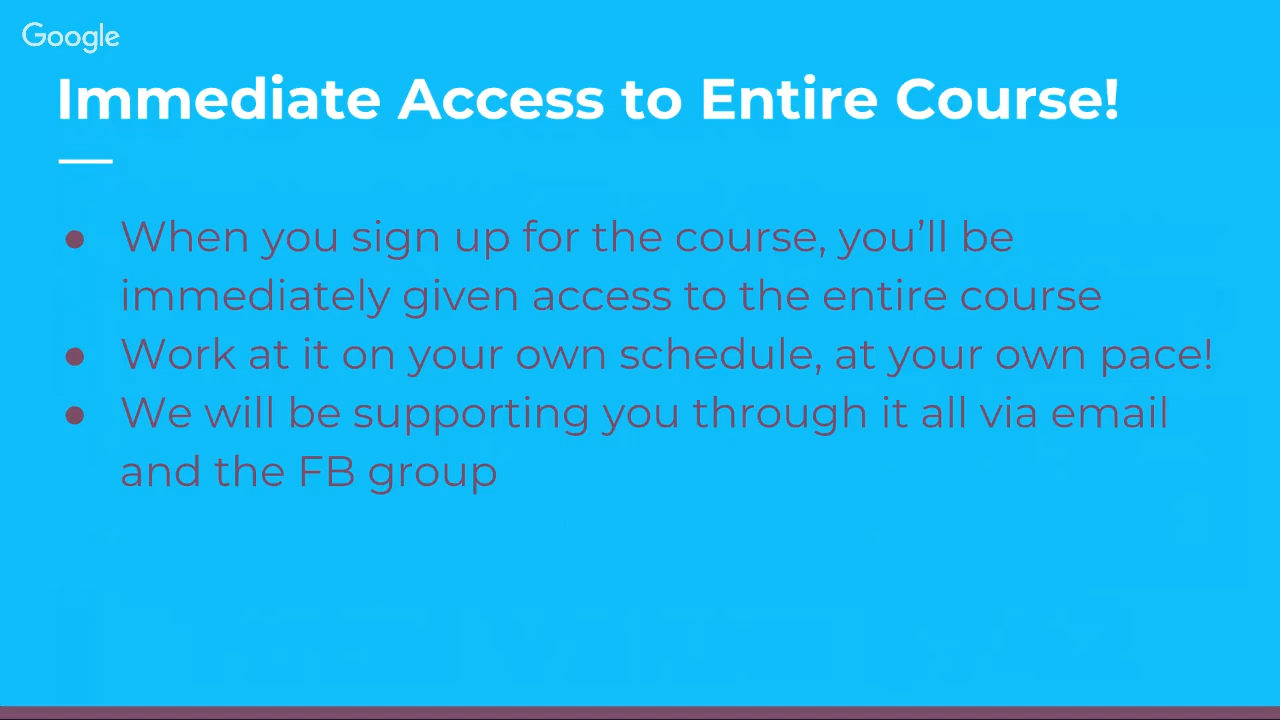 Google
Immediate Access to Entire Course!
● When you sign up for the course, you’ll be
immediately given access to the entire course
● Work at it on your own schedule, at your own pace!
● We will be supporting you through it all via email
and the FB group